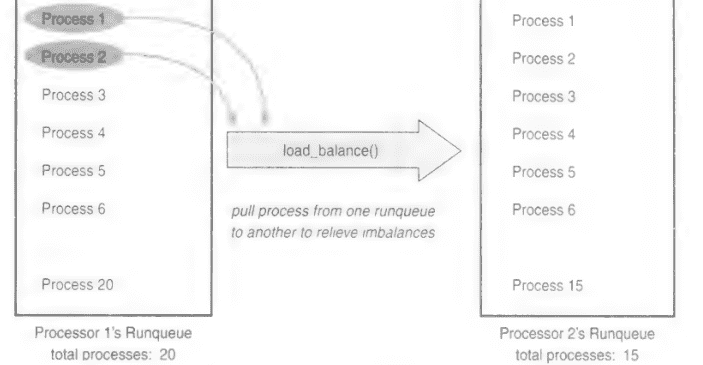 Process 1
Process 2
Process 3
Process 4
Process 5
Process 6
Process 20
Processor 1's Runqueue
total processes: 20
load_balance()
pull process from one runqueue
to another to relieve imbalances
Process 1
Process 2
Process 3
Process 4
Process 5
Process 6
Process 15
Processor 2's Runqueue
total processes: 15